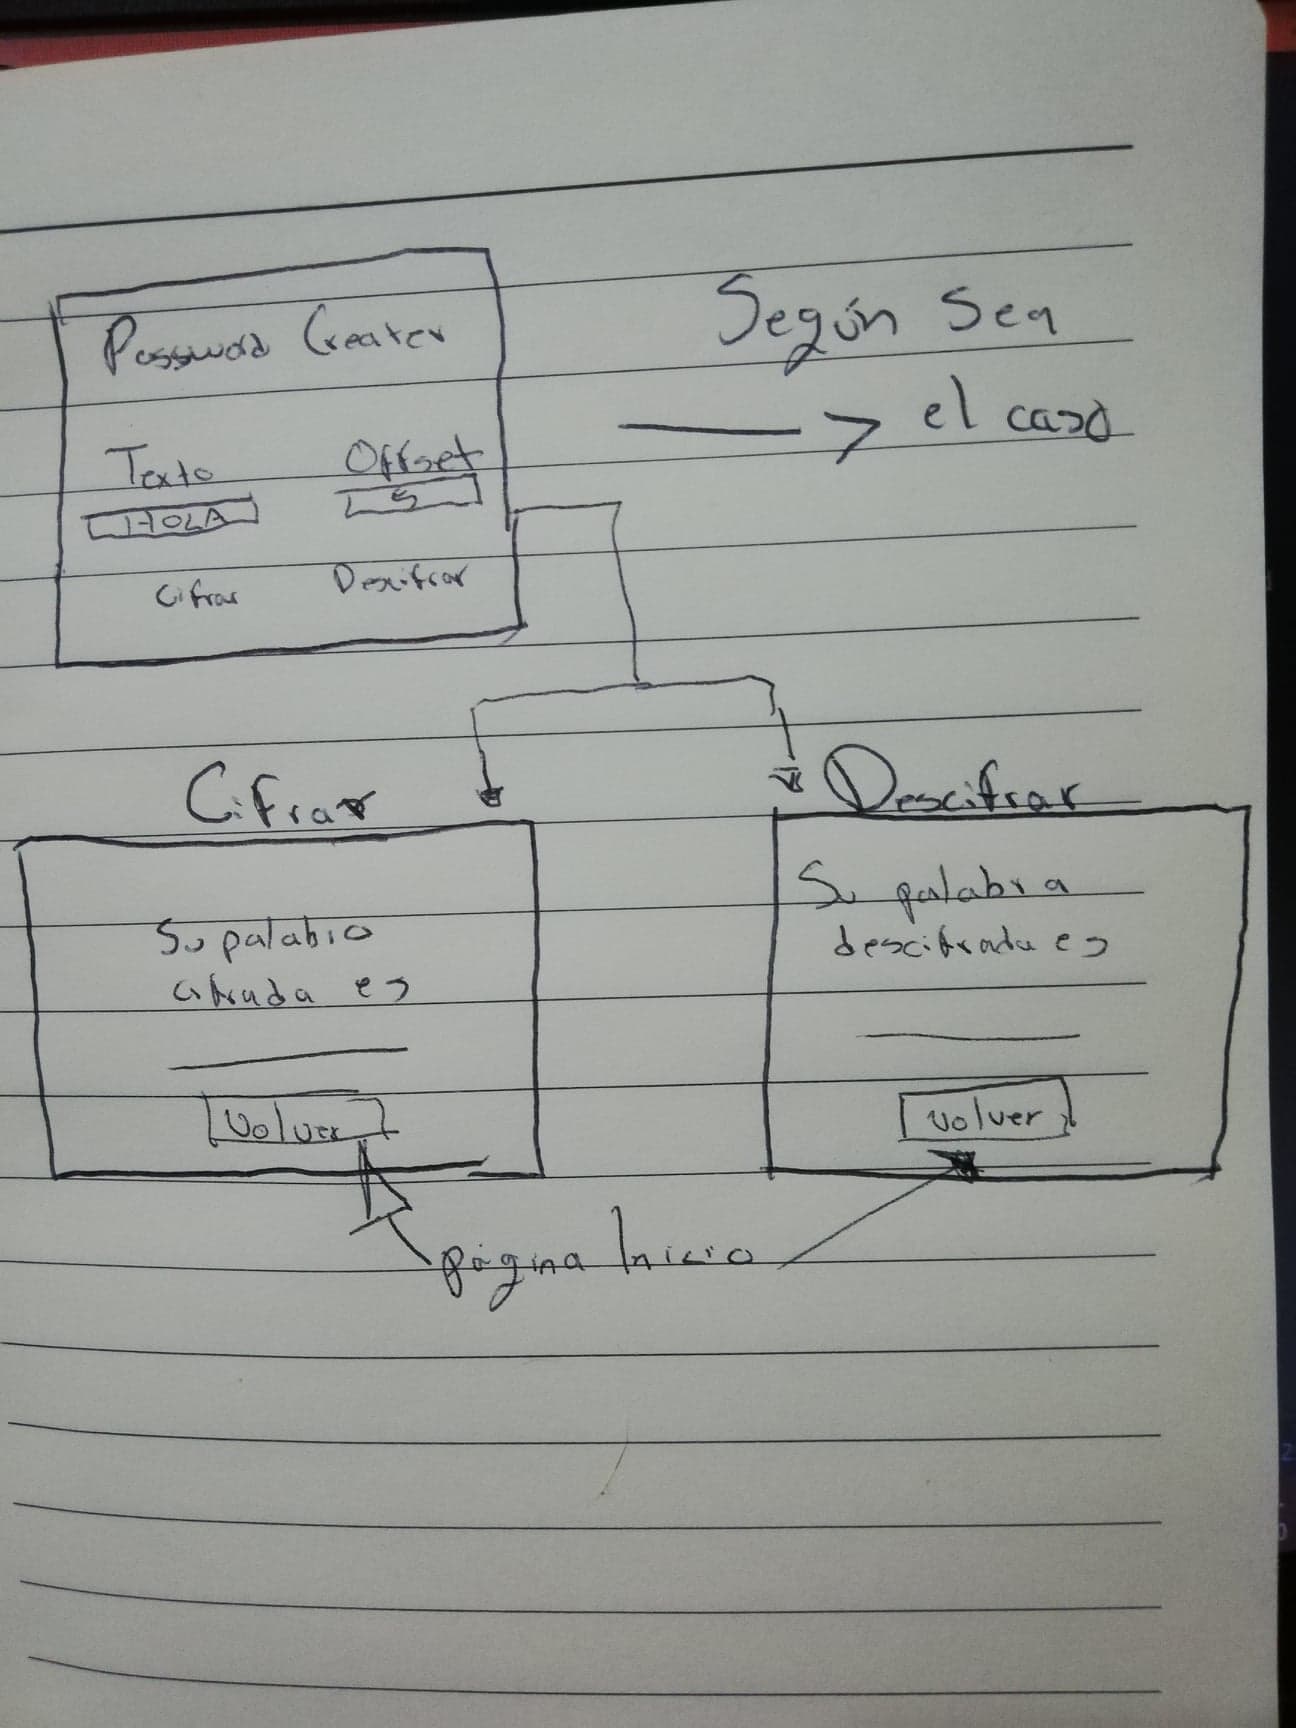 Password Creater
Según Sea
el caso
Texto Offset
HOLA 5
Cifrar Descifrar
Cifrar
Descifrar
Su palabra
cifrada es
Volver
Su palabra
descifrada es
Volver
página Inicio